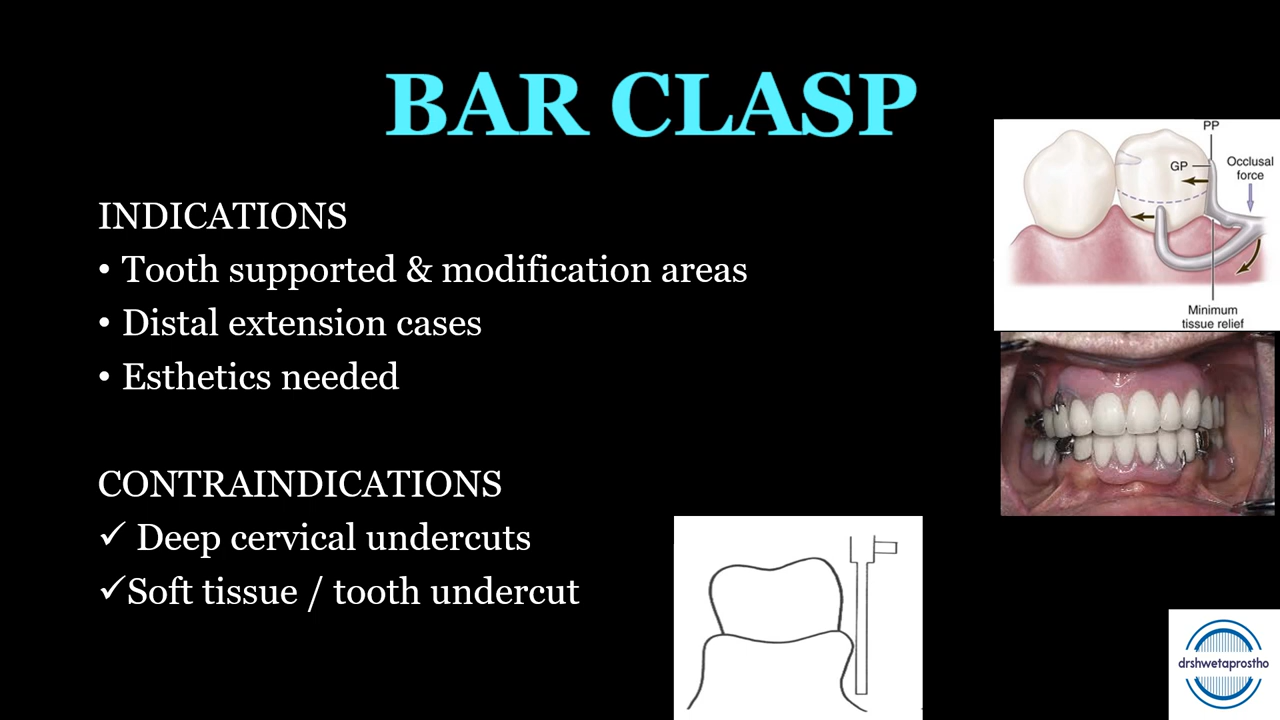 BAR CLASP
INDICATIONS
• Tooth supported & modification areas
• Distal extension cases
• Esthetics needed
CONTRAINDICATIONS
✓ Deep cervical undercuts
✓Soft tissue / tooth undercut
PP
GP
Occlusal
force
Minimum
tissue relief
drshwetaprostho